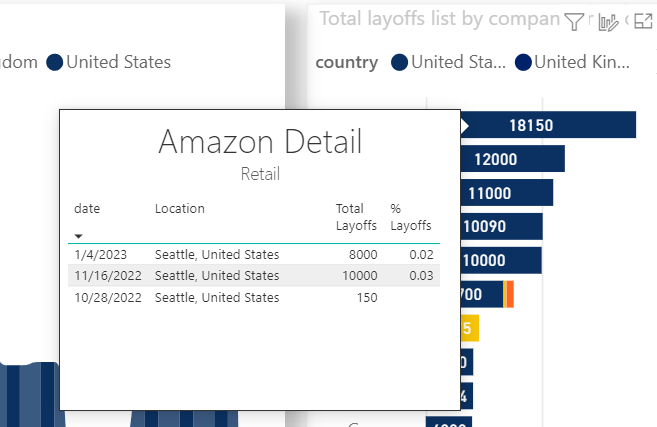 Total layoffs list by compan
dom United States
country United Sta... United Kin...
Amazon Detail
Retail
date Location Total Layoffs % Layoffs
1/4/2023 Seattle, United States 8000 0.02
11/16/2022 Seattle, United States 10000 0.03
10/28/2022 Seattle, United States 150
18150
12000
11000
10090
10000
700
5
0
4